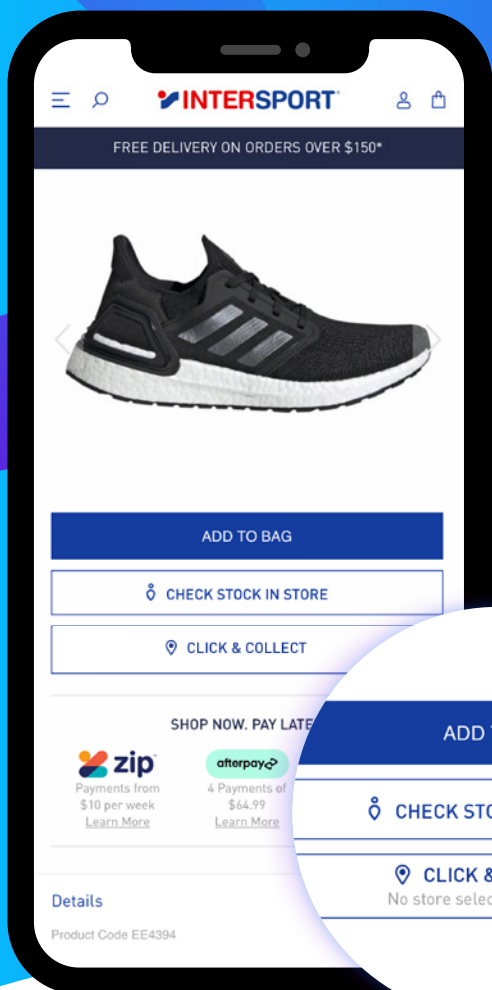 INTERSPORT
FREE DELIVERY ON ORDERS OVER $150*
ADD TO BAG
CHECK STOCK IN STORE
CLICK & COLLECT
SHOP NOW. PAY LATE
zip
Payments from
$10 per week
Learn More
afterpay
4 Payments of
$64.99
Learn More
Details
Product Code EE4394
ADD
CHECK STO
CLICK &
No store selec